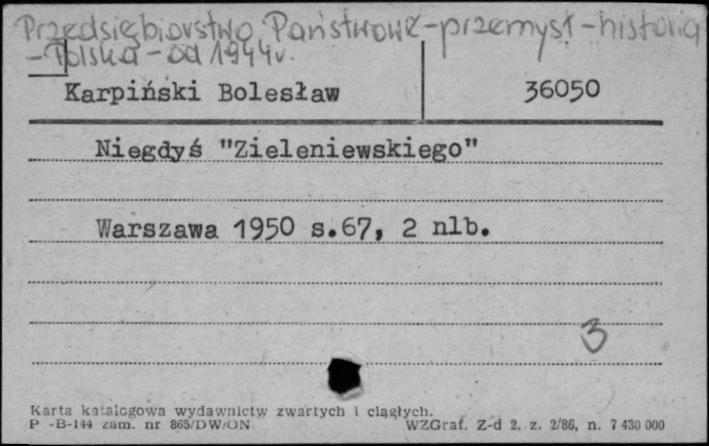 Przedsiębiorstwo Państwowe - przemysł - historia
- Polska - od 1944 r.
Karpiński Bolesław 36050
Niegdyś "Zieleniewskiego"
Warszawa 1950 s.67, 2 nlb.
3
Karta katalogowa wydawnictw zwartych i ciągłych.
P -B-144 zam. nr 865/DW/ON WZGraf. Z-d 2. z. 2/86, n. 7 430 000